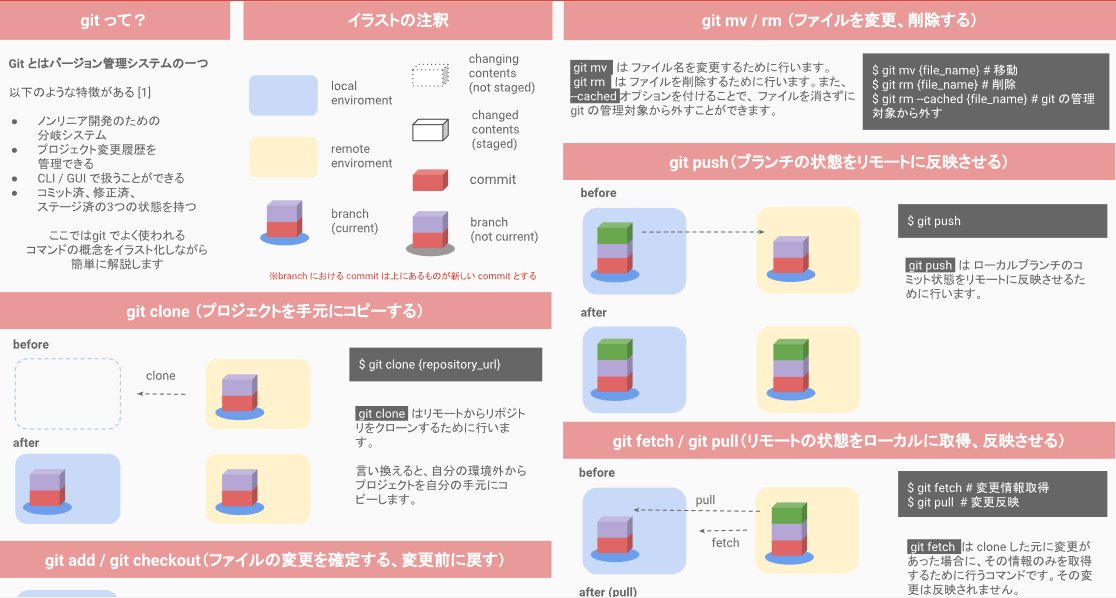 git って？
Git とはバージョン管理システムの一つ
以下のような特徴がある [1]
● ノンリニア開発のための
分岐システム
● プロジェクト変更履歴を
管理できる
● CLI / GUI で扱うことができる
● コミット済、修正済、
ステージ済の3つの状態を持つ
ここではgit でよく使われる
コマンドの概念をイラスト化しながら
簡単に解説します
イラストの注釈
local
enviroment
remote
enviroment
branch
(current)
changing
contents
(not staged)
changed
contents
(staged)
commit
branch
(not current)
※branch における commit は上にあるものが新しい commit とする
git clone （プロジェクトを手元にコピーする）
before
clone
after
$ git clone {repository_url}
git clone はリモートからリポジト
リをクローンするために行いま
す。
言い換えると、自分の環境外から
プロジェクトを自分の手元にコ
ピーします。
git add / git checkout（ファイルの変更を確定する、変更前に戻す）
git mv / rm （ファイルを変更、削除する）
git mv は ファイル名を変更するために行います。
git rm は ファイルを削除するために行います。また、
--cached オプションを付けることで、ファイルを消さずに
git の管理対象から外すことができます。
$ git mv {file_name} # 移動
$ git rm {file_name} # 削除
$ git rm --cached {file_name} # git の管理
対象から外す
git push（ブランチの状態をリモートに反映させる）
before
after
$ git push
git push は ローカルブランチのコ
ミット状態をリモートに反映させるた
めに行います。
git fetch / git pull（リモートの状態をローカルに取得、反映させる）
before
pull
fetch
after (pull)
$ git fetch # 変更情報取得
$ git pull # 変更反映
git fetch は clone した元に変更が
あった場合に、その情報のみを取得
するために行うコマンドです。その変
更は反映されません。